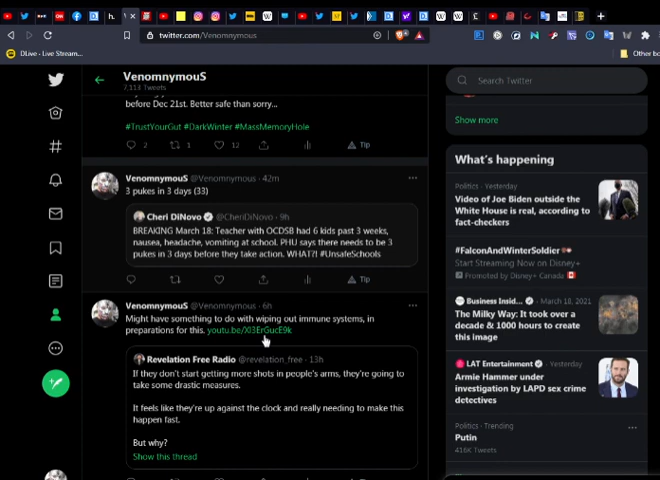 twitter.com/Venomnymous
DLive - Live Stream...
Other bo
VenomnymouS
7,113 Tweets
before Dec 21st. Better safe than sorry...
#TrustYourGut #DarkWinter #MassMemoryHole
2
1
12
Tip
VenomnymouS @Venomnymous · 42m
3 pukes in 3 days (33)
Cheri DiNovo @CheriDiNovo · 9h
BREAKING March 18: Teacher with OCDSB had 6 kids past 3 weeks,
nausea, headache, vomiting at school. PHU says there needs to be 3
pukes in 3 days before they take action. WHAT?! #UnsafeSchools
Tip
VenomnymouS @Venomnymous · 6h
Might have something to do with wiping out immune systems, in
preparations for this. youtu.be/X03ErGucE9k
Revelation Free Radio @revelation_free · 13h
If they don't start getting more shots in people's arms, they're going to
take some drastic measures.
It feels like they're up against the clock and really needing to make this
happen fast.
But why?
Show this thread
Search Twitter
Show more
What's happening
Politics · Yesterday
Video of Joe Biden outside the
White House is real, according to
fact-checkers
#FalconAndWinterSoldier
Start Streaming Now on Disney+
Promoted by Disney+ Canada
Business Insid... · March 18, 2021
The Milky Way: It took over a
decade & 1000 hours to create
this image
LAT Entertainment · Yesterday
Armie Hammer under
investigation by LAPD sex crime
detectives
Politics · Trending
Putin
416K Tweets